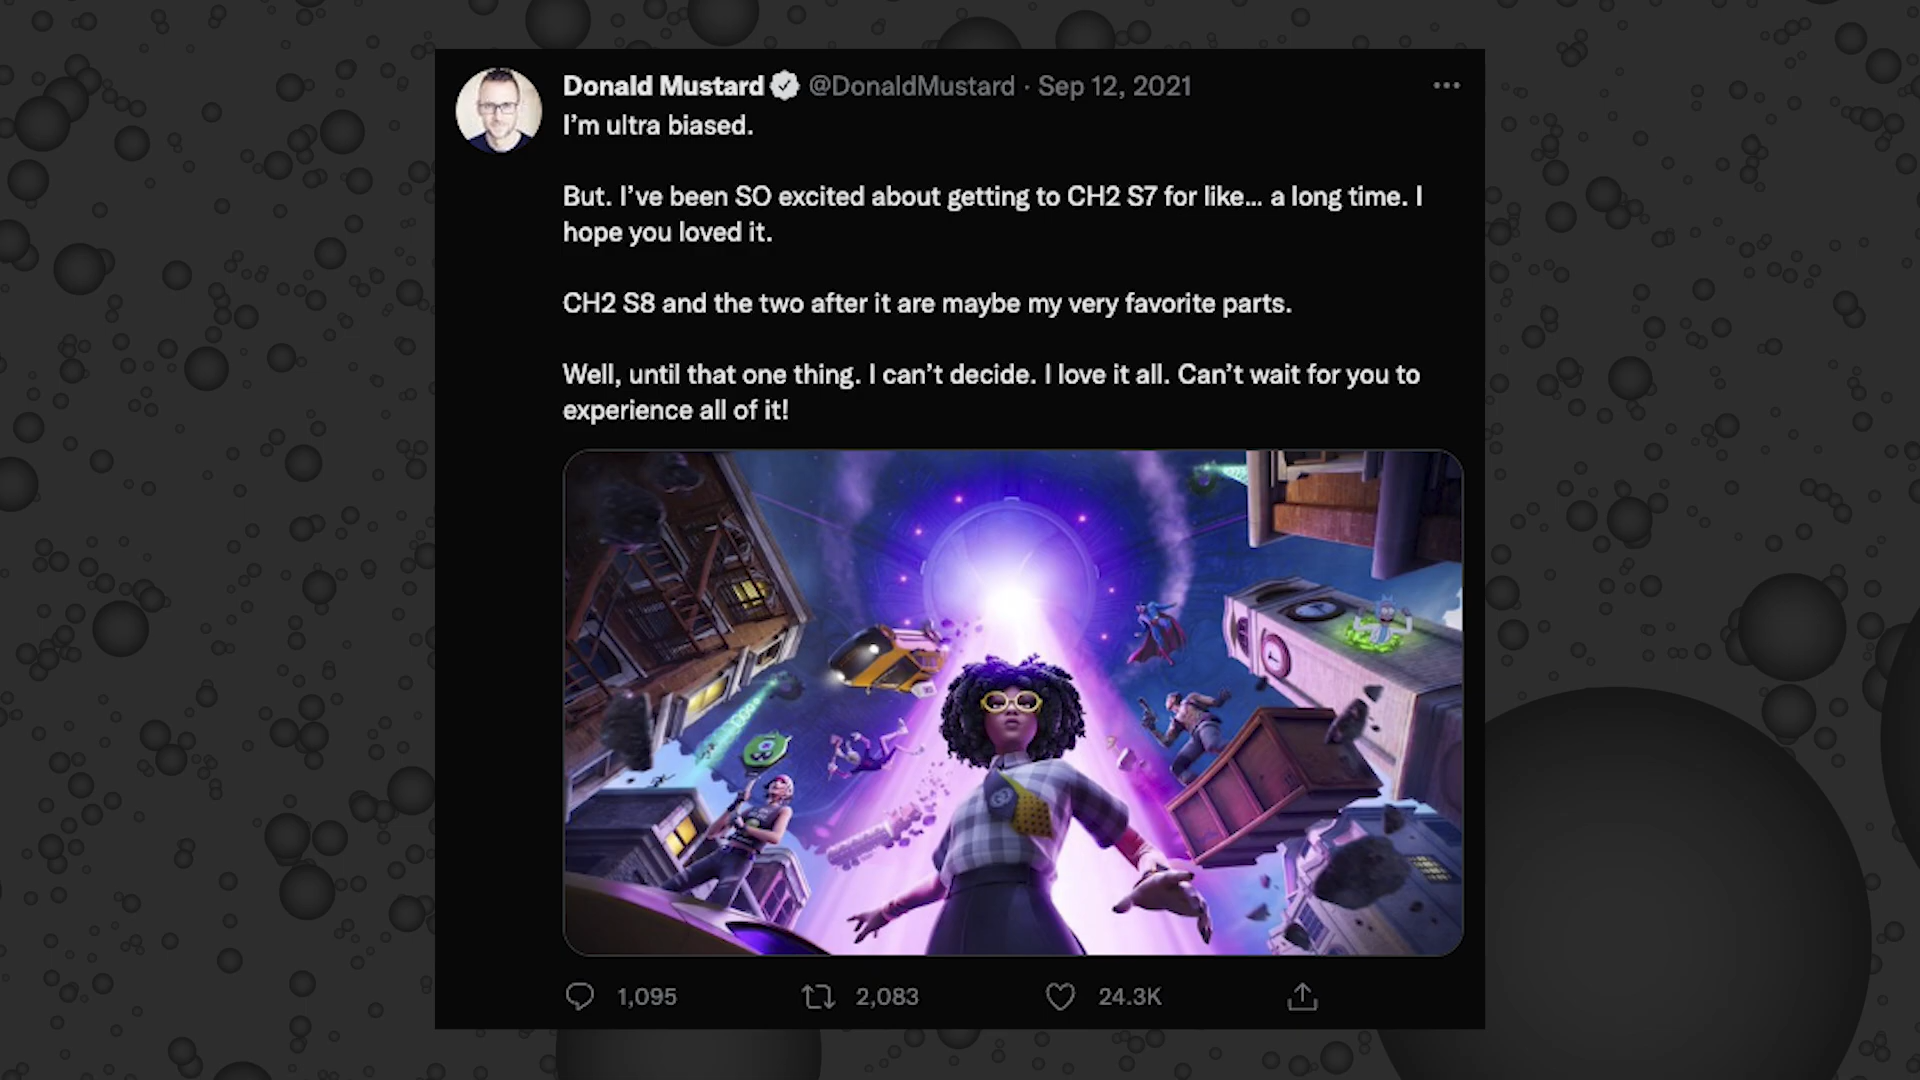 Donald Mustard @DonaldMustard · Sep 12, 2021
I'm ultra biased.
But. I've been SO excited about getting to CH2 S7 for like... a long time. I
hope you loved it.
CH2 S8 and the two after it are maybe my very favorite parts.
Well, until that one thing. I can't decide. I love it all. Can't wait for you to
experience all of it!
1,095 2,083 24.3K